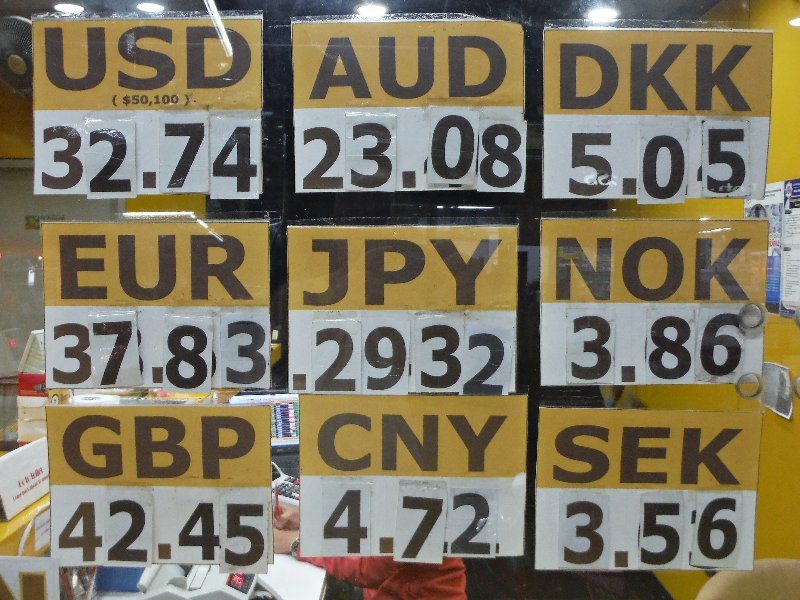 USD
( $50,100 )
32.74
AUD
23.08
DKK
5.05
EUR
37.83
JPY
.2932
NOK
3.86
GBP
42.45
CNY
4.72
SEK
3.56